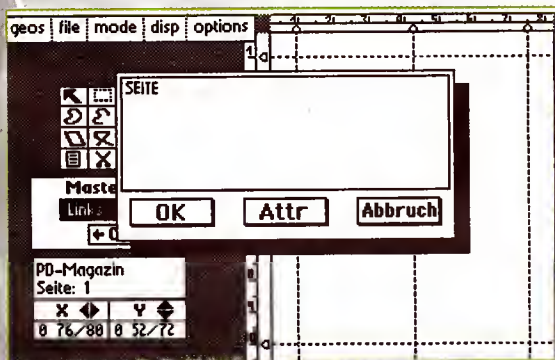 geos file mode disp options
SEITE
OK Attr Abbruch
Maste
Links
PD-Magazin
Seite: 1
X Y
0 76/80 0 52/72